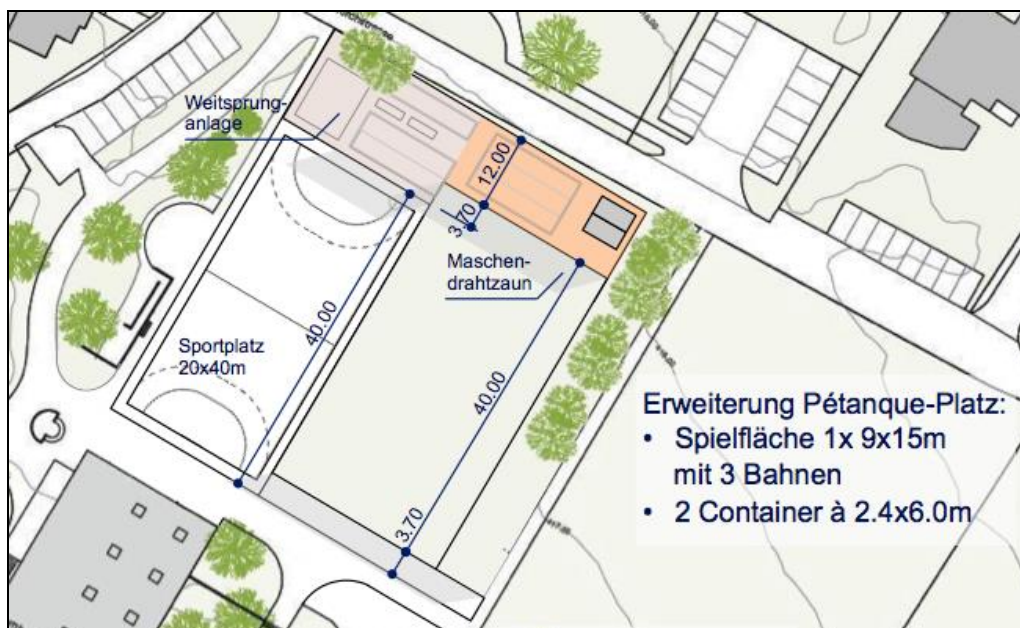 Weitsprung-
anlage
12.00
3.70
Maschen-
drahtzaun
40.00
Sportplatz
20x40m
40.00
3.70
Erweiterung Pétanque-Platz:
• Spielfläche 1x 9x15m
mit 3 Bahnen
• 2 Container à 2.4x6.0m